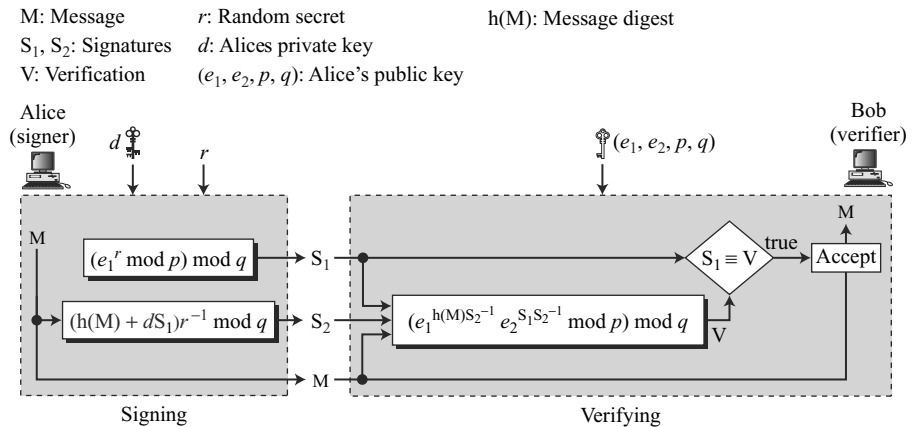 M: Message r: Random secret h(M): Message digest
S₁, S₂: Signatures d: Alices private key
V: Verification (e₁, e₂, p, q): Alice's public key
Alice
(signer)
Bob
(verifier)
d
r
(e₁, e₂, p, q)
M
M
(e₁ʳ mod p) mod q
S₁
S₁ ≡ V
true
Accept
(h(M) + dS₁)r⁻¹ mod q
S₂
(e₁^{h(M)S₂⁻¹} e₂^{S₁S₂⁻¹} mod p) mod q
V
M
Signing
Verifying